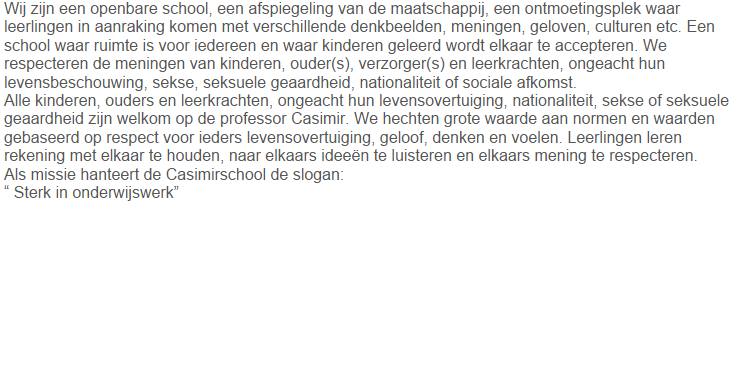 Wij zijn een openbare school, een afspiegeling van de maatschappij, een ontmoetingsplek waar
leerlingen in aanraking komen met verschillende denkbeelden, meningen, geloven, culturen etc. Een
school waar ruimte is voor iedereen en waar kinderen geleerd wordt elkaar te accepteren. We
respecteren de meningen van kinderen, ouder(s), verzorger(s) en leerkrachten, ongeacht hun
levensbeschouwing, sekse, seksuele geaardheid, nationaliteit of sociale afkomst.
Alle kinderen, ouders en leerkrachten, ongeacht hun levensovertuiging, nationaliteit, sekse of seksuele
geaardheid zijn welkom op de professor Casimir. We hechten grote waarde aan normen en waarden
gebaseerd op respect voor ieders levensovertuiging, geloof, denken en voelen. Leerlingen leren
rekening met elkaar te houden, naar elkaars ideeën te luisteren en elkaars mening te respecteren.
Als missie hanteert de Casimirschool de slogan:
“ Sterk in onderwijswerk”